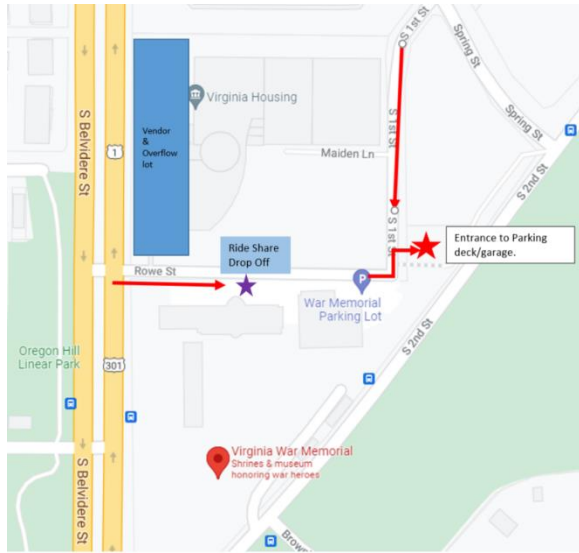 S 1st St
Spring St
Virginia Housing
S Belvidere St
Vendor
&
Overflow
lot
S 1st St
Spring St
1
Maiden Ln
S 2nd St
S 1st St
Entrance to Parking
deck/garage.
Ride Share
Drop Off
Rowe St
P
War Memorial
Parking Lot
S 2nd St
Oregon Hill
Linear Park
301
Virginia War Memorial
Shrines & museum
honoring war heroes
S Belvidere St